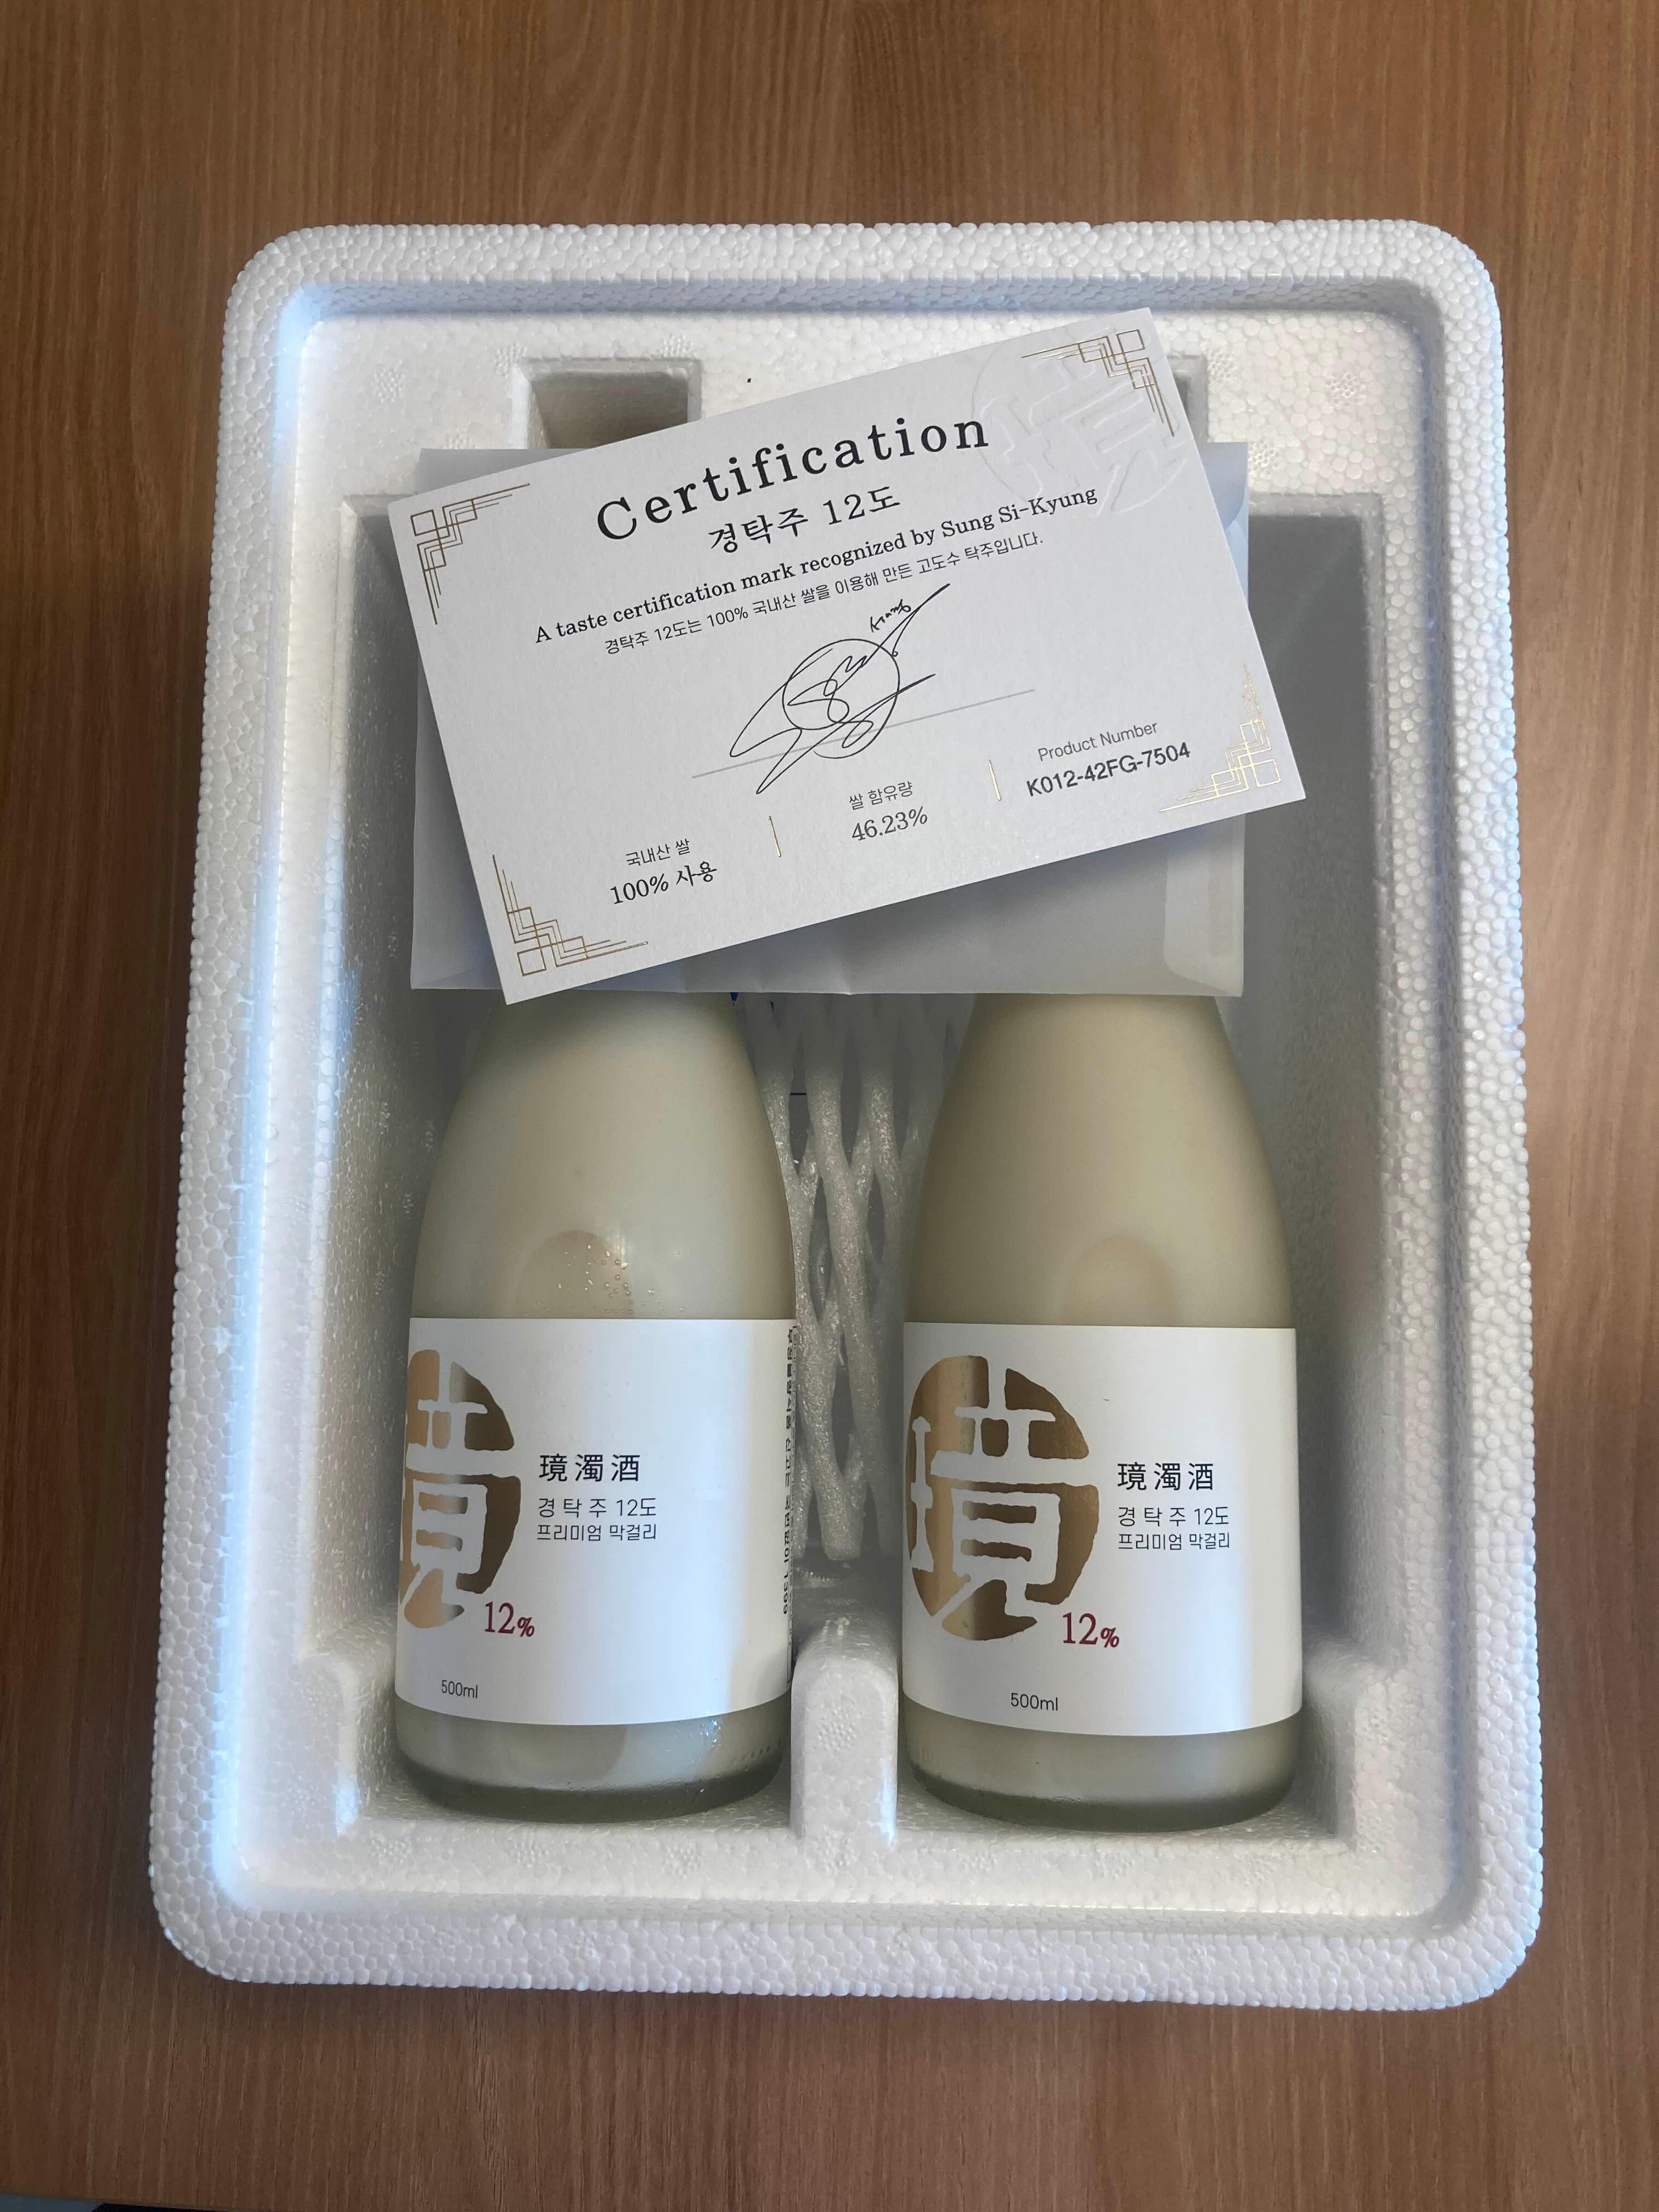 Certification
경탁주 12도
A taste certification mark recognized by Sung Si-Kyung
경탁주 12도는 100% 국내산 쌀을 이용해 만든 고도수 탁주입니다.
국내산 쌀
100% 사용
쌀 함유량
46.23%
Product Number
K012-42FG-7504
境
璄濁酒
경탁주 12도
프리미엄 막걸리
12%
500ml
境
璄濁酒
경탁주 12도
프리미엄 막걸리
12%
500ml